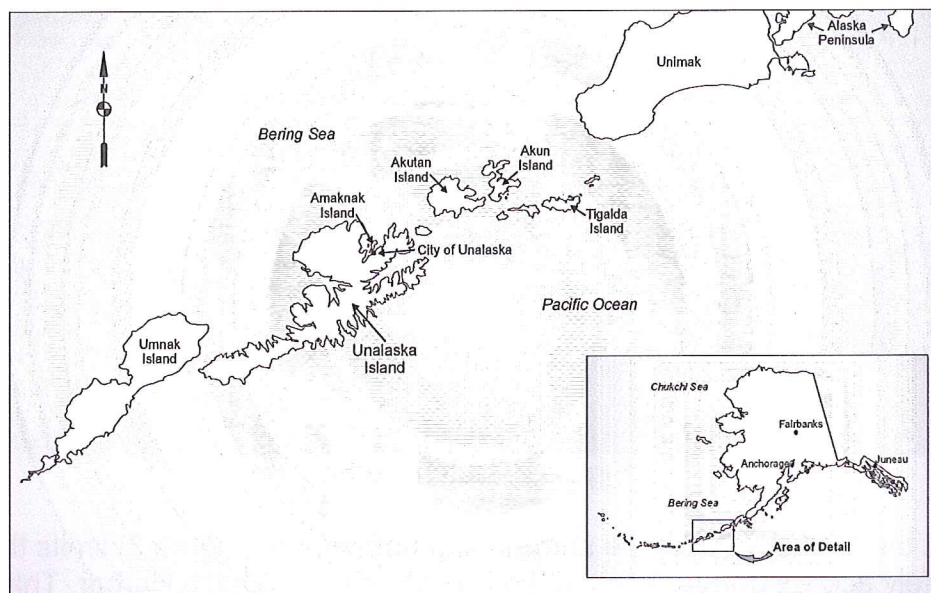 Alaska
Peninsula
Unimak
N
Bering Sea
Akun
Island
Akutan
Island
Amaknak
Island
Tigalda
Island
City of Unalaska
Pacific Ocean
Umnak
Island
Unalaska
Island
Chukchi Sea
Fairbanks
Anchorage
Juneau
Bering Sea
Area of Detail